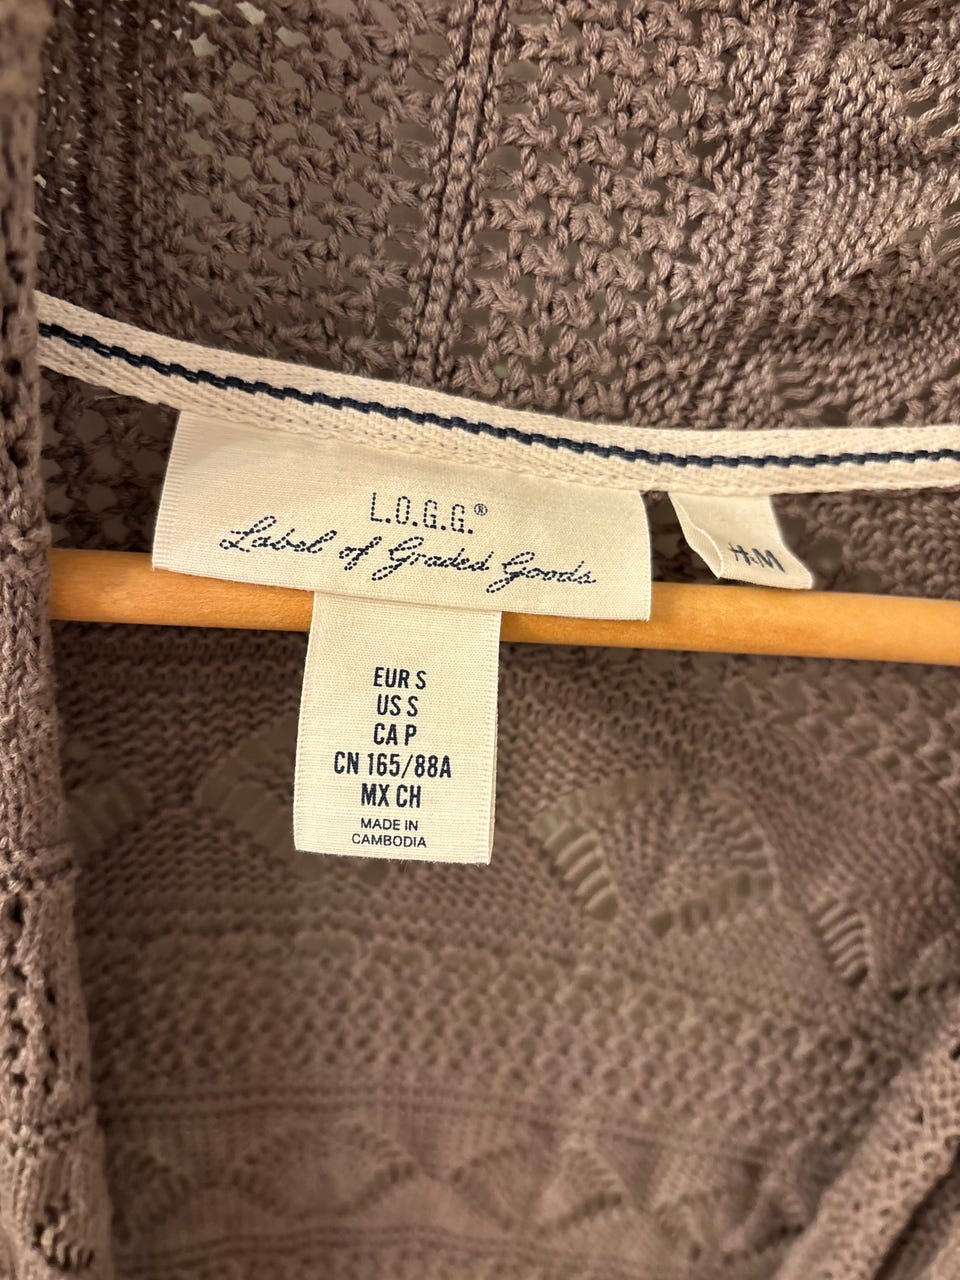 L.O.G.G.®
Label of Graded Goods
H&M
EUR S
US S
CA P
CN 165/88A
MX CH
MADE IN
CAMBODIA